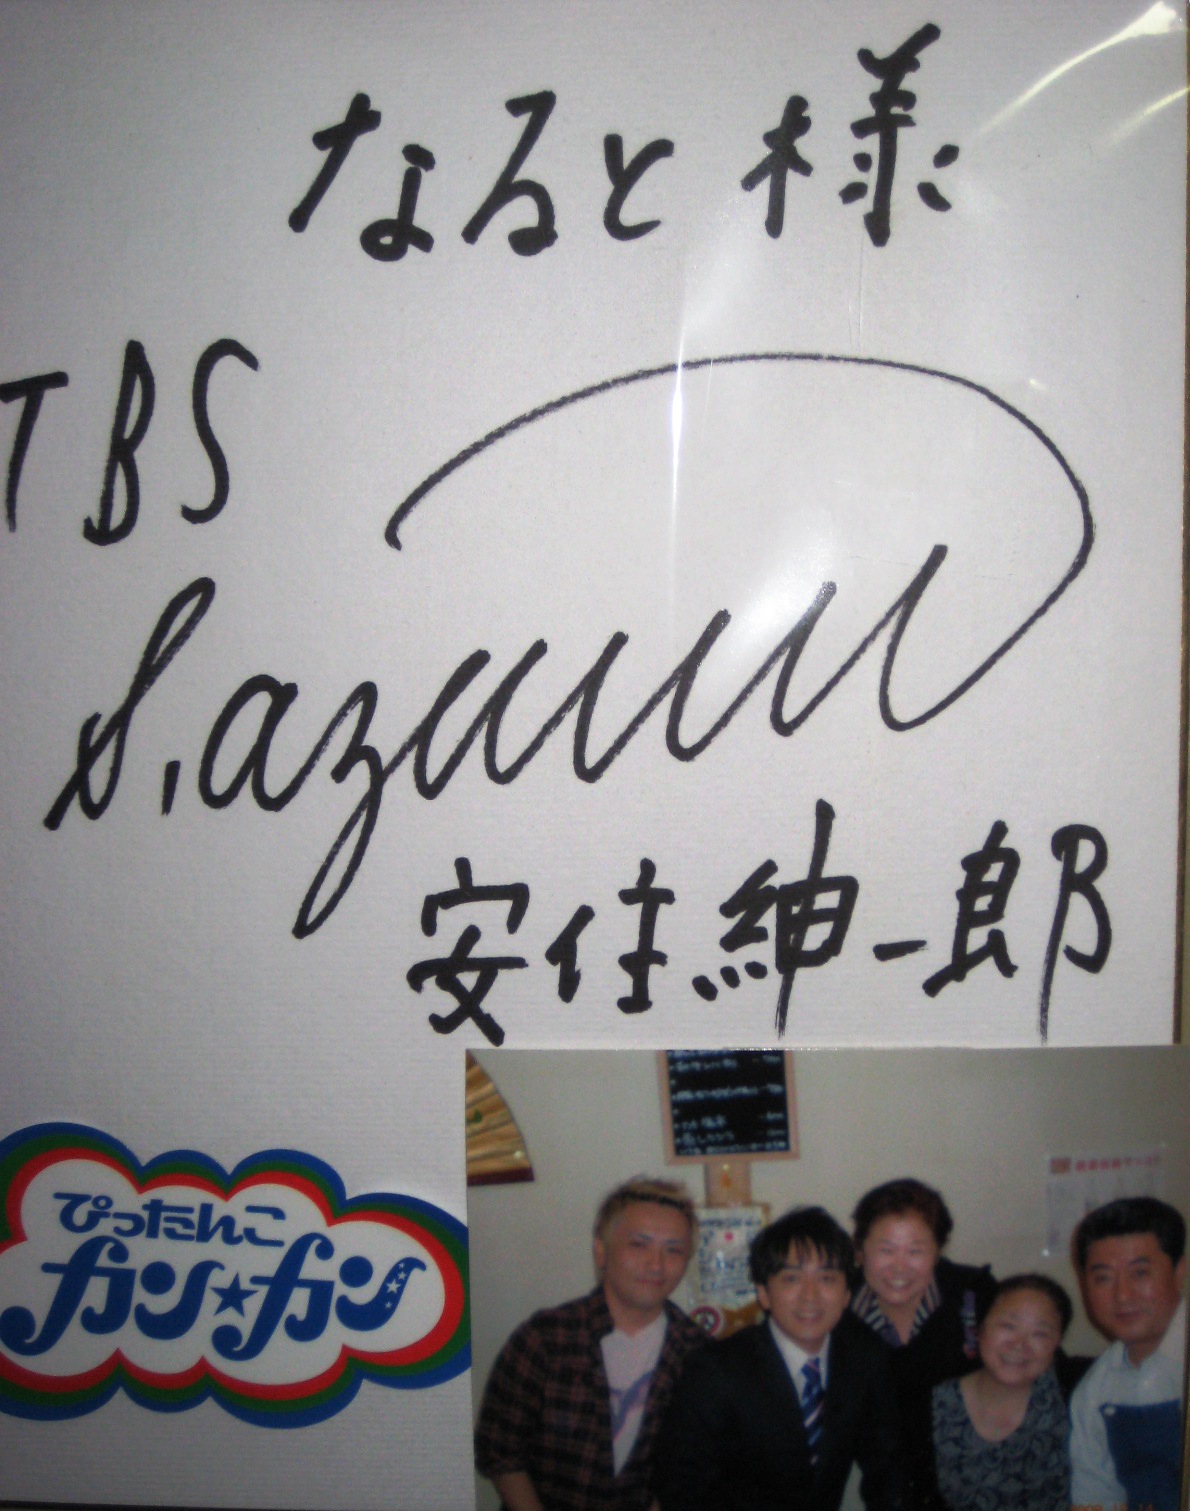 なると様
TBS
S.azumi
安住紳一郎
ぴったんこ
カン★カン